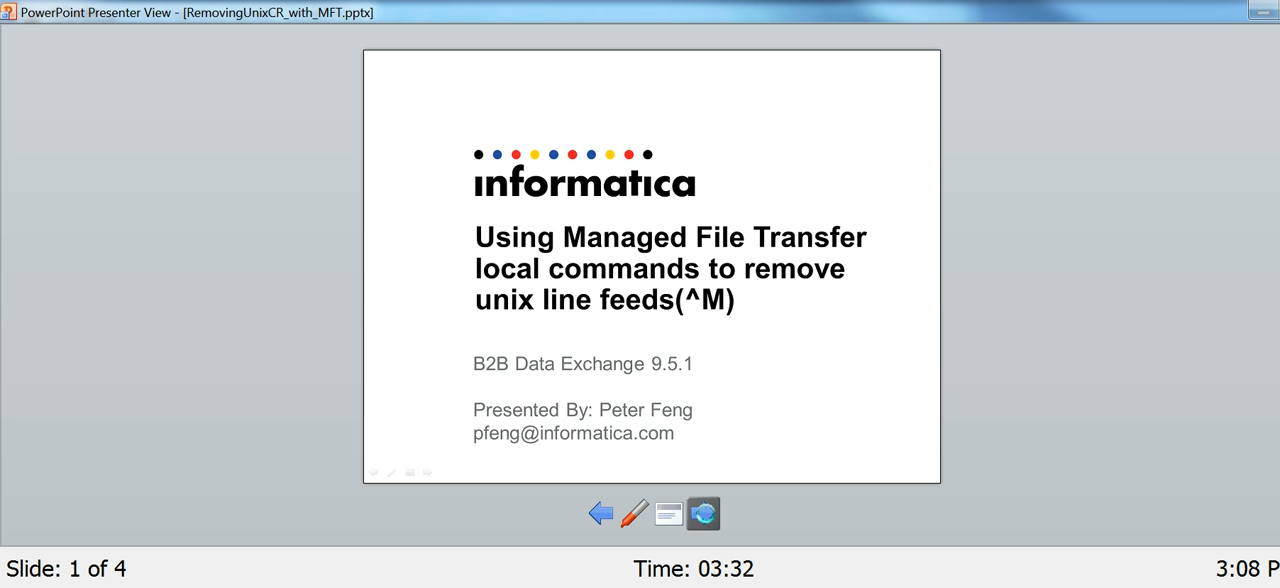 PowerPoint Presenter View - [RemovingUnixCR_with_MFT.pptx]
informatica
Using Managed File Transfer
local commands to remove
unix line feeds(^M)
B2B Data Exchange 9.5.1
Presented By: Peter Feng
pfeng@informatica.com
Slide: 1 of 4
Time: 03:32
3:08 P